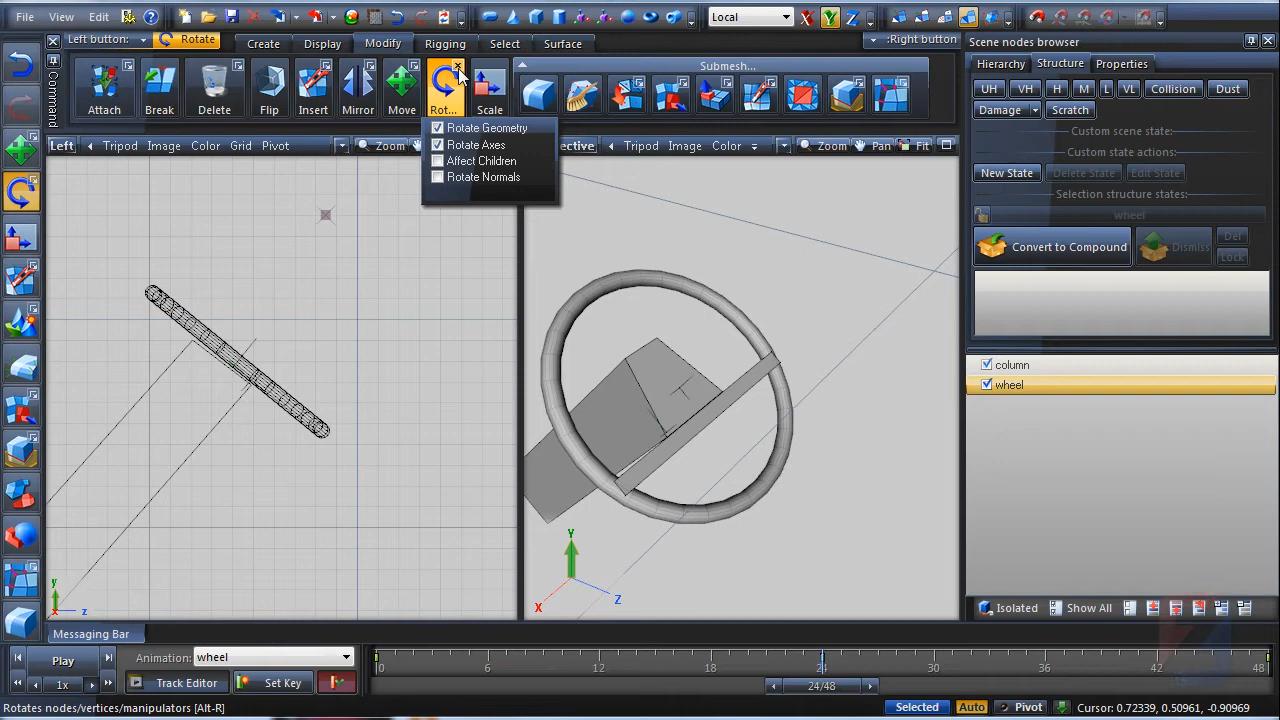 File View Edit Local X Y Z
Left button: Rotate Create Display Modify Rigging Select Surface :Right button
Command
Attach Break Delete Flip Insert Mirror Move Rot... Scale
Submesh...
Rotate Geometry
Rotate Axes
Affect Children
Rotate Normals
Left Tripod Image Color Grid Pivot Zoom
ective Tripod Image Color Zoom Pan Fit
y
x z
Y
X Z
Scene nodes browser
Hierarchy Structure Properties
UH VH H M L VL Collision Dust
Damage Scratch
Custom scene state:
Custom state actions:
New State Delete State Edit State
Selection structure states:
wheel
Convert to Compound Dismiss Del
Lock
column
wheel
Isolated Show All
Messaging Bar
Play Animation: wheel
1x Track Editor Set Key
0 6 12 18 24 30 36 42 48
24/48
Rotates nodes/vertices/manipulators [Alt-R] Selected Auto Pivot Cursor: 0.72339, 0.50961, -0.90969